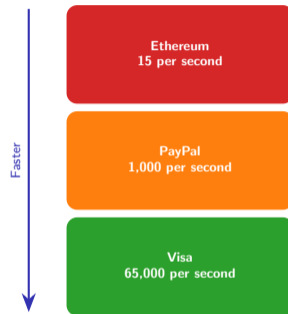 Faster
Ethereum
15 per second
PayPal
1,000 per second
Visa
65,000 per second